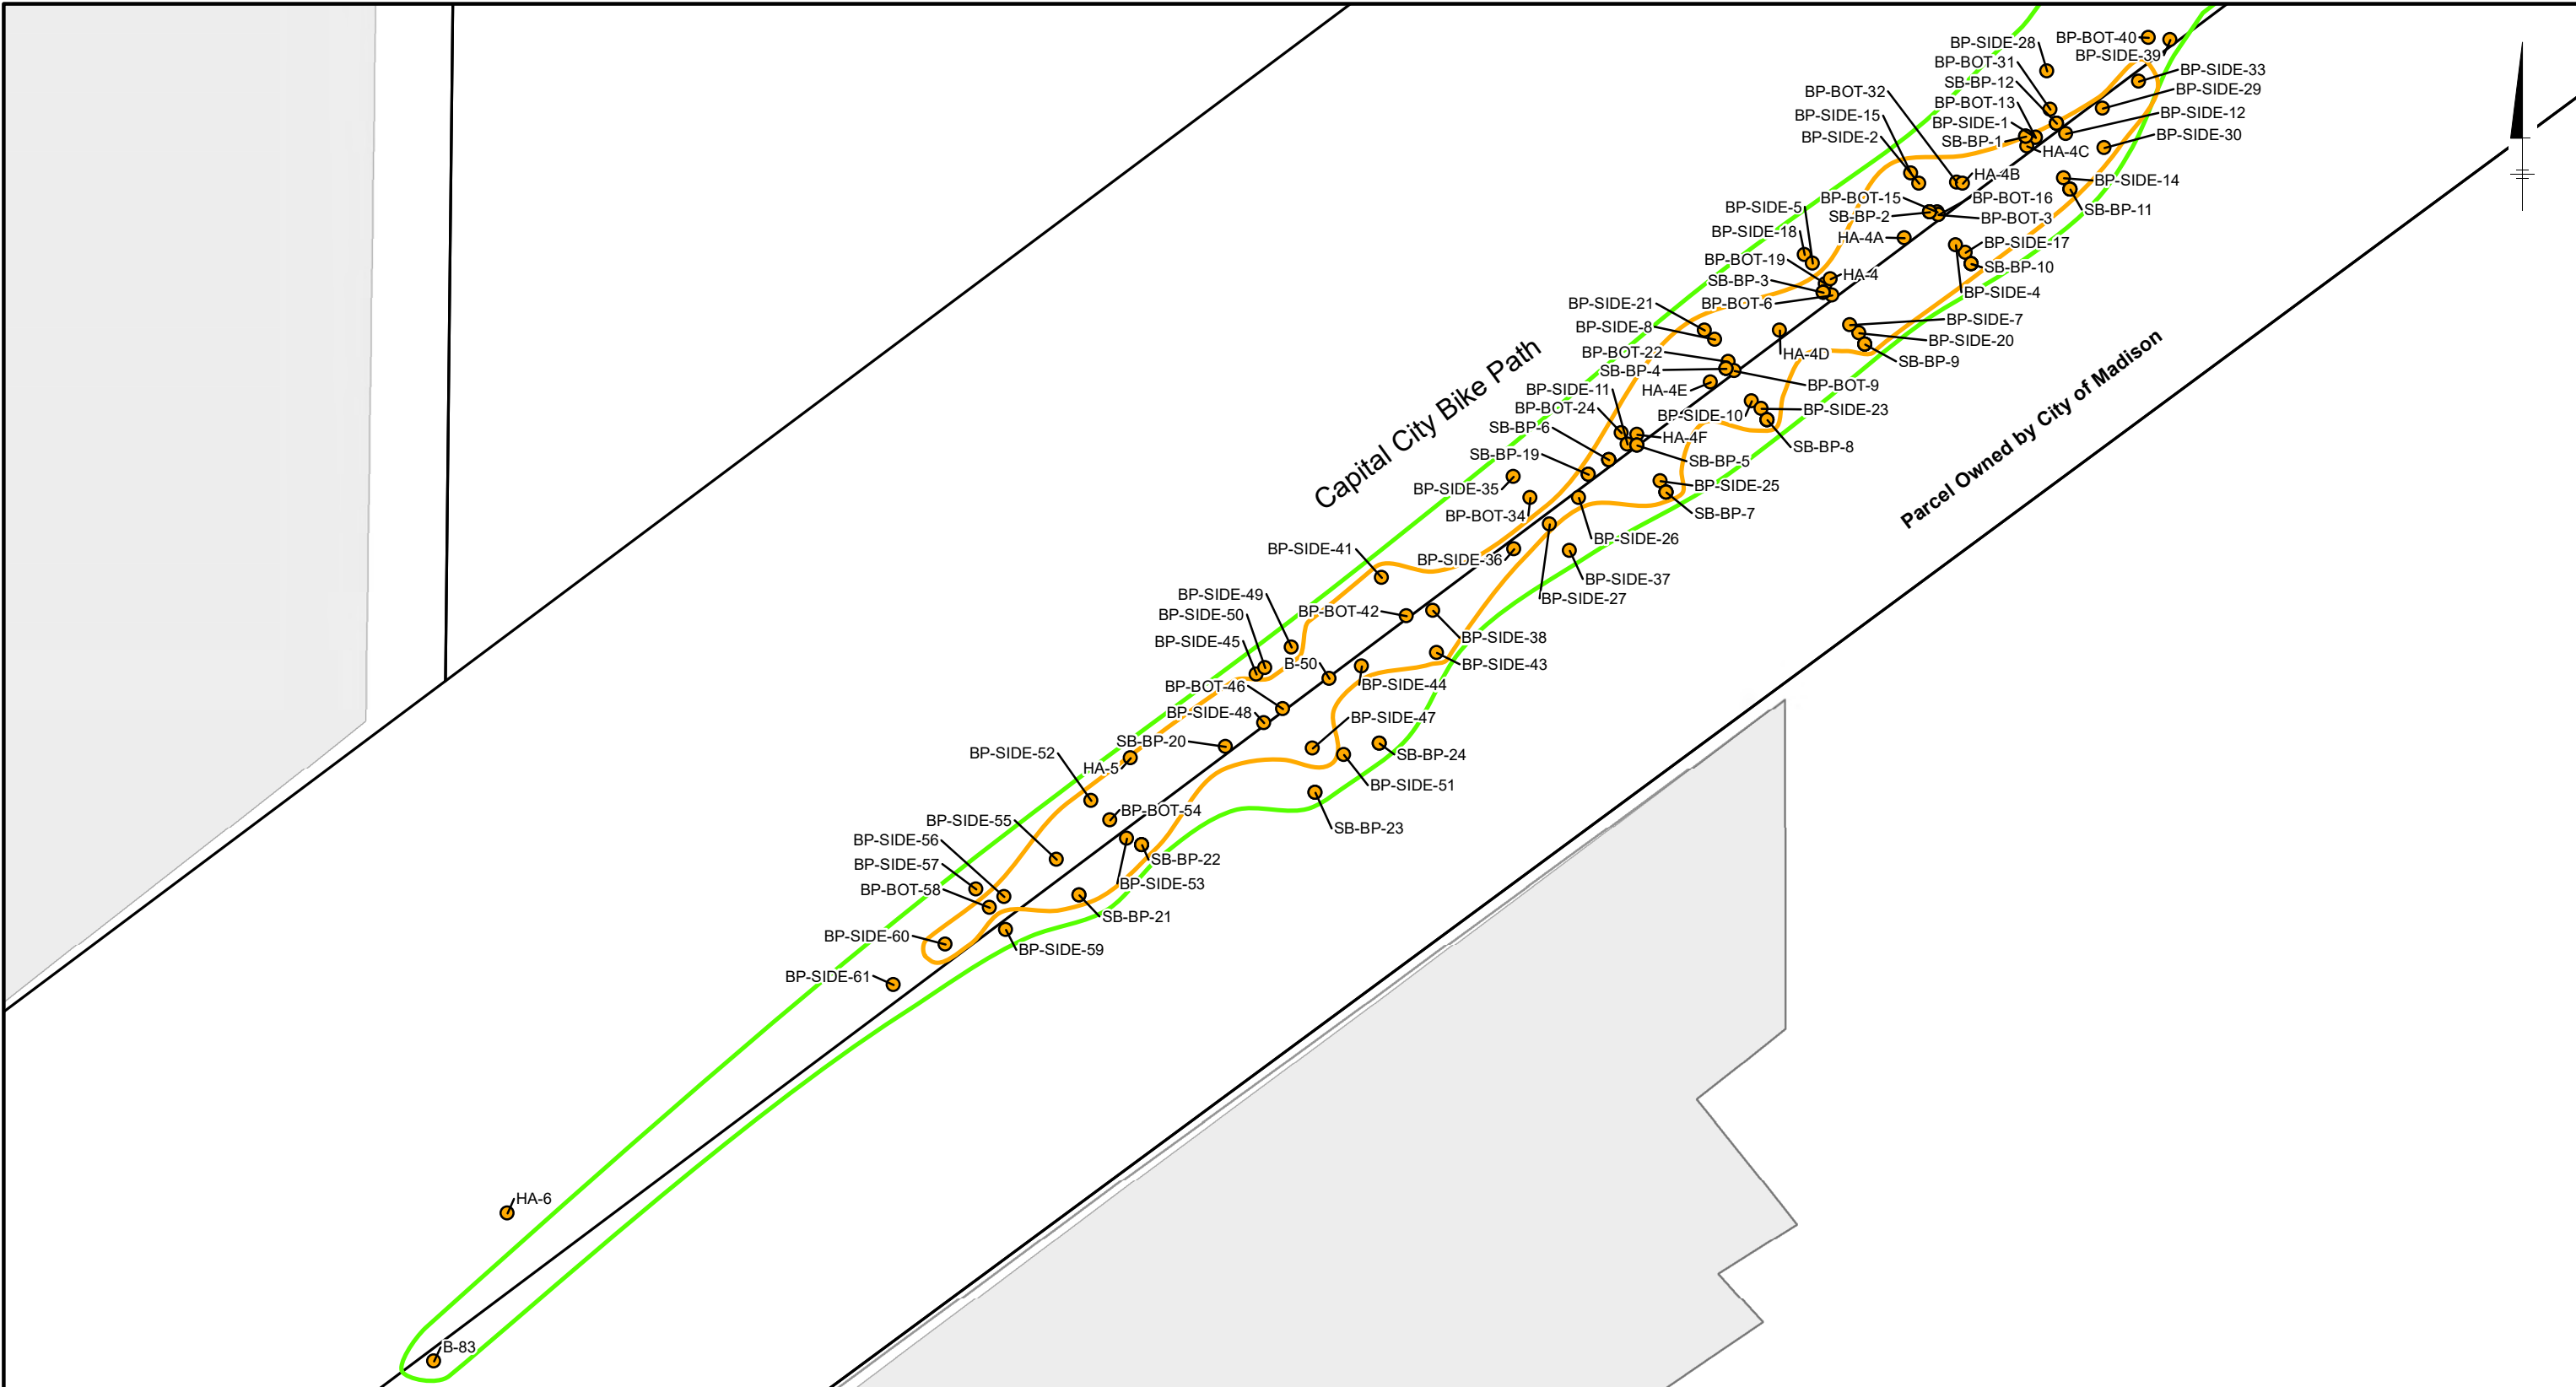 BP-BOT-40
BP-SIDE-28
BP-SIDE-39
BP-BOT-31
BP-SIDE-33
SB-BP-12
BP-SIDE-29
BP-BOT-32
BP-BOT-13
BP-SIDE-12
BP-SIDE-15
BP-SIDE-1
BP-SIDE-30
BP-SIDE-2
SB-BP-1
HA-4C
HA-4B
BP-SIDE-14
BP-BOT-15
BP-BOT-16
BP-SIDE-5
SB-BP-11
SB-BP-2
BP-BOT-3
BP-SIDE-18
HA-4A
BP-SIDE-17
BP-BOT-19
SB-BP-10
HA-4
SB-BP-3
BP-SIDE-4
BP-SIDE-21
BP-BOT-6
BP-SIDE-7
BP-SIDE-8
BP-SIDE-20
BP-BOT-22
HA-4D
SB-BP-9
SB-BP-4
BP-BOT-9
BP-SIDE-11
HA-4E
BP-BOT-24
BP-SIDE-10
BP-SIDE-23
SB-BP-6
HA-4F
SB-BP-8
SB-BP-19
SB-BP-5
Capital City Bike Path
Parcel Owned by City of Madison
BP-SIDE-35
BP-SIDE-25
BP-BOT-34
SB-BP-7
BP-SIDE-26
BP-SIDE-41
BP-SIDE-36
BP-SIDE-37
BP-SIDE-49
BP-SIDE-27
BP-SIDE-50
BP-BOT-42
BP-SIDE-45
BP-SIDE-38
B-50
BP-SIDE-43
BP-BOT-46
BP-SIDE-44
BP-SIDE-48
BP-SIDE-47
SB-BP-20
BP-SIDE-52
SB-BP-24
HA-5
BP-SIDE-51
BP-BOT-54
BP-SIDE-55
SB-BP-23
BP-SIDE-56
SB-BP-22
BP-SIDE-57
BP-SIDE-53
BP-BOT-58
SB-BP-21
BP-SIDE-60
BP-SIDE-59
BP-SIDE-61
HA-6
B-83